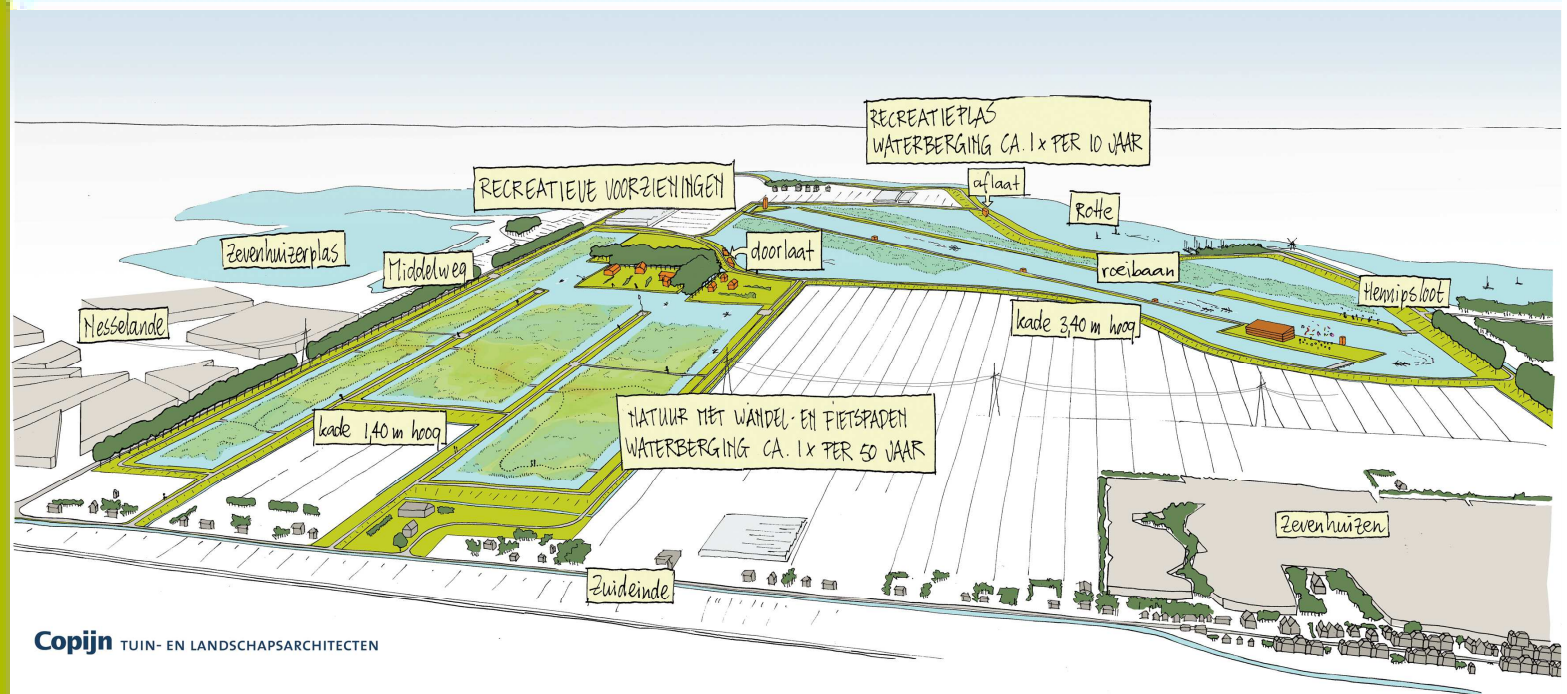 RECREATIEPLAS
WATERBERGING CA. 1x PER 10 JAAR
RECREATIEVE VOORZIENINGEN
aflaat
Rotte
Zevenhuizerplas
Middelweg
doorlaat
roeibaan
Hennipsloot
Nesselande
kade 3,40 m hoog
kade 1,40 m hoog
NATUUR MET WANDEL- EN FIETSPADEN
WATERBERGING CA. 1x PER 50 JAAR
Zevenhuizen
Zuideinde
Copijn TUIN- EN LANDSCHAPSARCHITECTEN